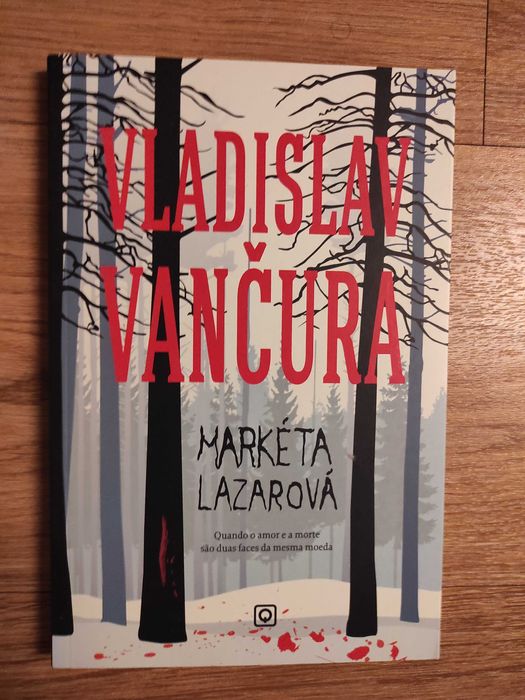 VLADISLAV
VANČURA
MARKÉTA
LAZAROVÁ
Quando o amor e a morte
são duas faces da mesma moeda
Q